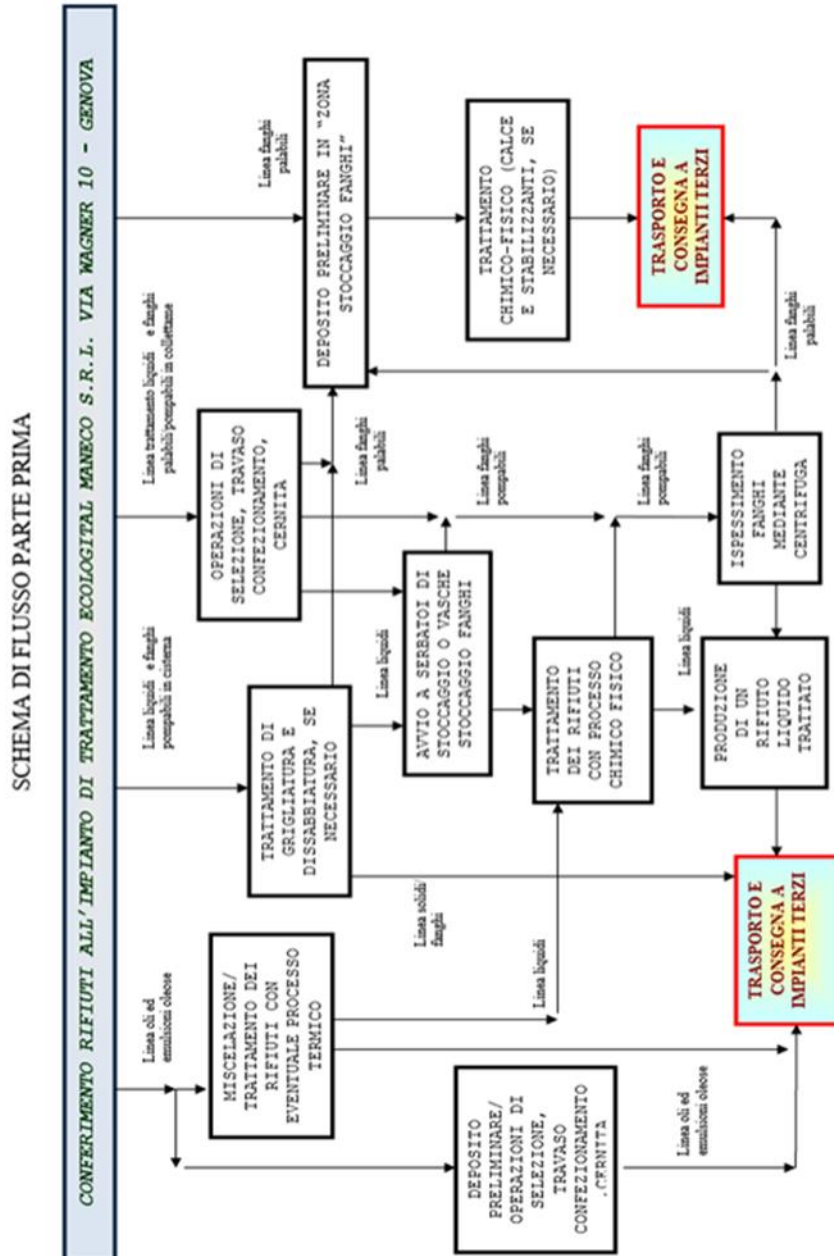 SCHEMA DI FLUSSO PARTE PRIMA
CONFERIMENTO RIFIUTI ALL'IMPIANTO DI TRATTAMENTO ECOLOGITAL MANECO S.R.L. VIA WAGNER 10 - GENOVA
Linea oli ed
emulsioni oleose
Linea liquidi e fanghi
pompabili in cisterna
Linea trattamento liquidi e fanghi
palabili/pompabili in collettame
Linea fanghi
palabili
MISCELAZIONE/
TRATTAMENTO DEI
RIFIUTI CON
EVENTUALE PROCESSO
TERMICO
TRATTAMENTO DI
GRIGLIATURA E
DISSABBIATURA, SE
NECESSARIO
OPERAZIONI DI
SELEZIONE, TRAVASO
CONFEZIONAMENTO,
CERNITA
DEPOSITO PRELIMINARE IN "ZONA
STOCCAGGIO FANGHI"
Linea liquidi
Linea fanghi
palabili
AVVIO A SERBATOI DI
STOCCAGGIO O VASCHE
STOCCAGGIO FANGHI
Linea solidi/
fanghi
Linea fanghi
pompabili
TRATTAMENTO
CHIMICO-FISICO (CALCE
E STABILIZZANTI, SE
NECESSARIO)
DEPOSITO
PRELIMINARE/
OPERAZIONI DI
SELEZIONE,
TRAVASO
CONFEZIONAMENTO
,CERNITA
Linea liquidi
TRATTAMENTO
DEI RIFIUTI
CON PROCESSO
CHIMICO FISICO
Linea fanghi
pompabili
TRASPORTO E
CONSEGNA A
IMPIANTI TERZI
Linea oli ed
emulsioni oleose
Linea liquidi
PRODUZIONE
DI UN
RIFIUTO
LIQUIDO
TRATTATO
ISPESSIMENTO
FANGHI
MEDIANTE
CENTRIFUGA
Linea fanghi
palabili
TRASPORTO E
CONSEGNA A
IMPIANTI TERZI